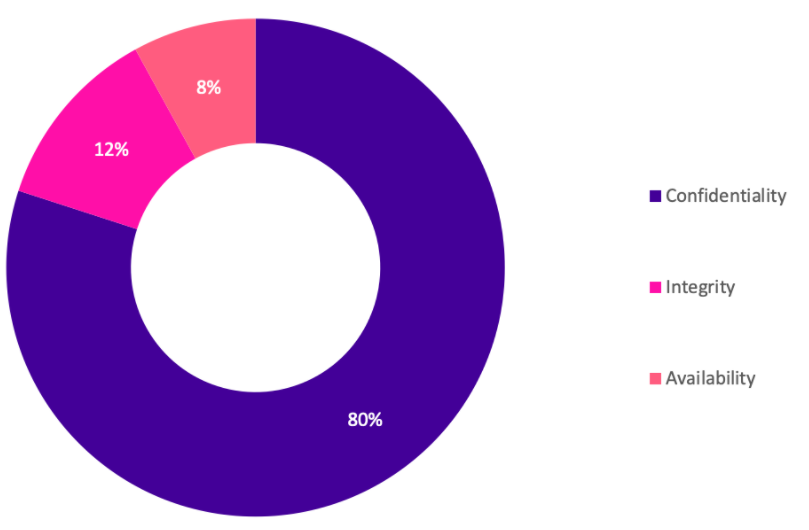 8%
12%
Confidentiality
Integrity
Availability
80%